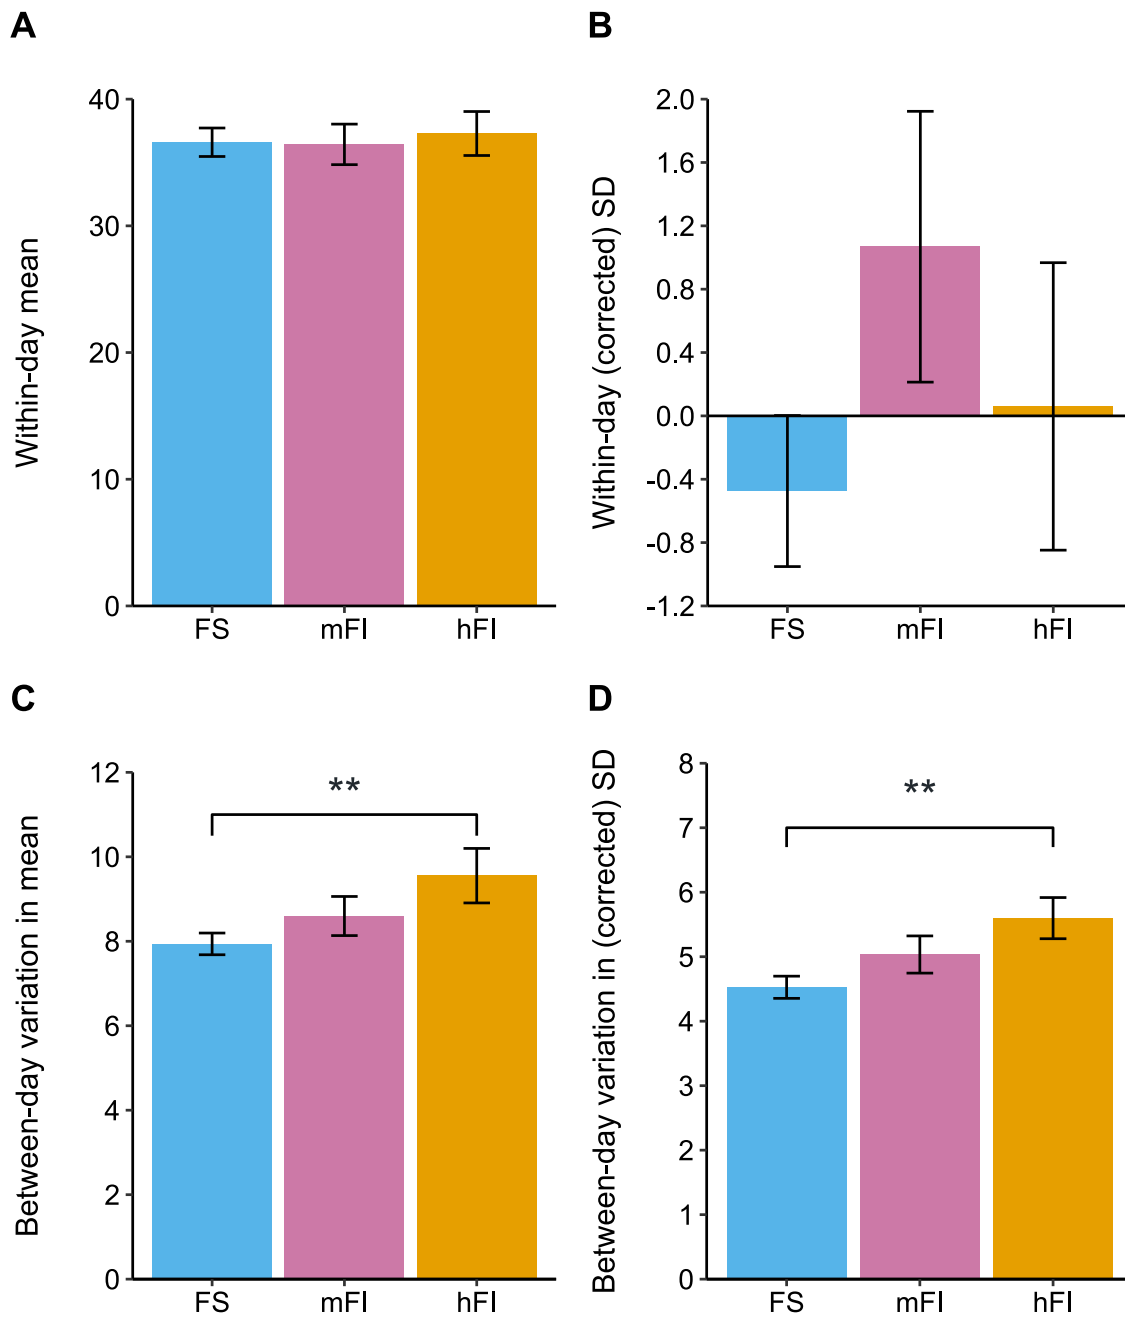 A
Within-day mean
40
30
20
10
0
FS mFI hFI
B
Within-day (corrected) SD
2.0
1.6
1.2
0.8
0.4
0.0
-0.4
-0.8
-1.2
FS mFI hFI
C
Between-day variation in mean
12
10
8
6
4
2
0
**
FS mFI hFI
D
Between-day variation in (corrected) SD
8
7
6
5
4
3
2
1
0
**
FS mFI hFI